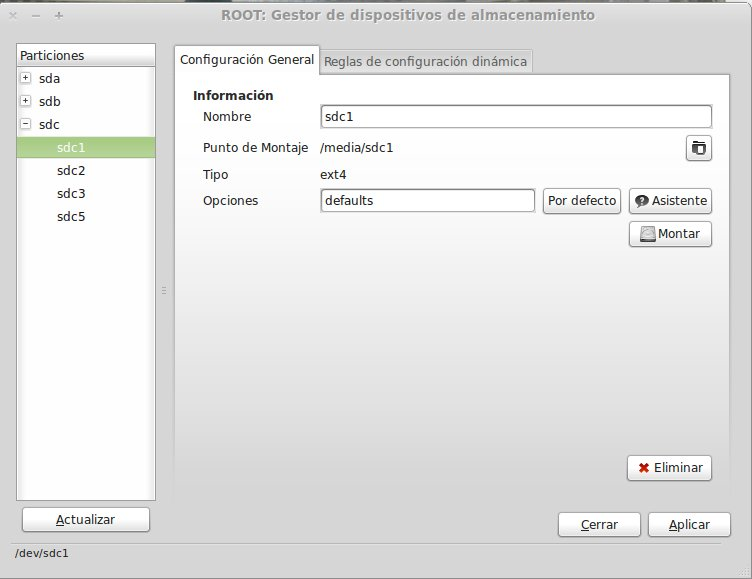 ROOT: Gestor de dispositivos de almacenamiento
Particiones
sda
sdb
sdc
sdc1
sdc2
sdc3
sdc5
Actualizar
Configuración General
Reglas de configuración dinámica
Información
Nombre sdc1
Punto de Montaje /media/sdc1
Tipo ext4
Opciones defaults Por defecto Asistente
Montar
Eliminar
Cerrar Aplicar
/dev/sdc1